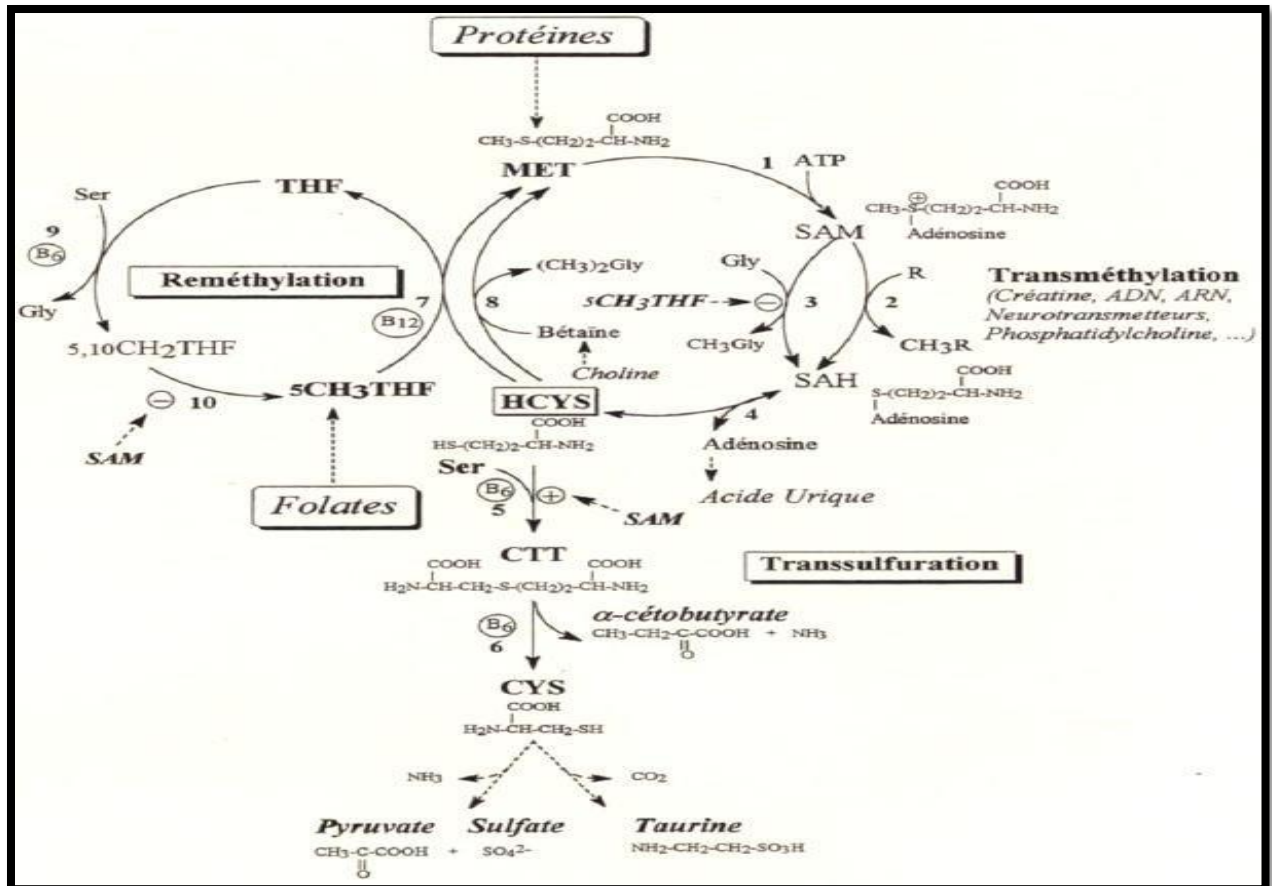 Protéines
COOH
CH3-S-(CH2)2-CH-NH2
MET
1 ATP
THF
Ser
9
B6
Gly
Reméthylation
7
B12
8
(CH3)2Gly
Bétaïne
Choline
5,10CH2THF
10
5CH3THF
SAM
Folates
COOH
CH3-S-(CH2)2-CH-NH2
+
Adénosine
SAM
Gly
5CH3THF
3
CH3Gly
R
2
CH3R
Transméthylation
(Créatine, ADN, ARN,
Neurotransmetteurs,
Phosphatidylcholine, ...)
SAH
COOH
S-(CH2)2-CH-NH2
Adénosine
4
Adénosine
Acide Urique
HCYS
COOH
HS-(CH2)2-CH-NH2
Ser
B6
+
5
SAM
CTT
COOH COOH
H2N-CH-CH2-S-(CH2)2-CH-NH2
Transsulfuration
B6
6
α-cétobutyrate
CH3-CH2-C-COOH + NH3
O
CYS
COOH
H2N-CH-CH2-SH
NH3 CO2
Pyruvate Sulfate Taurine
CH3-C-COOH + SO42- NH2-CH2-CH2-SO3H
O